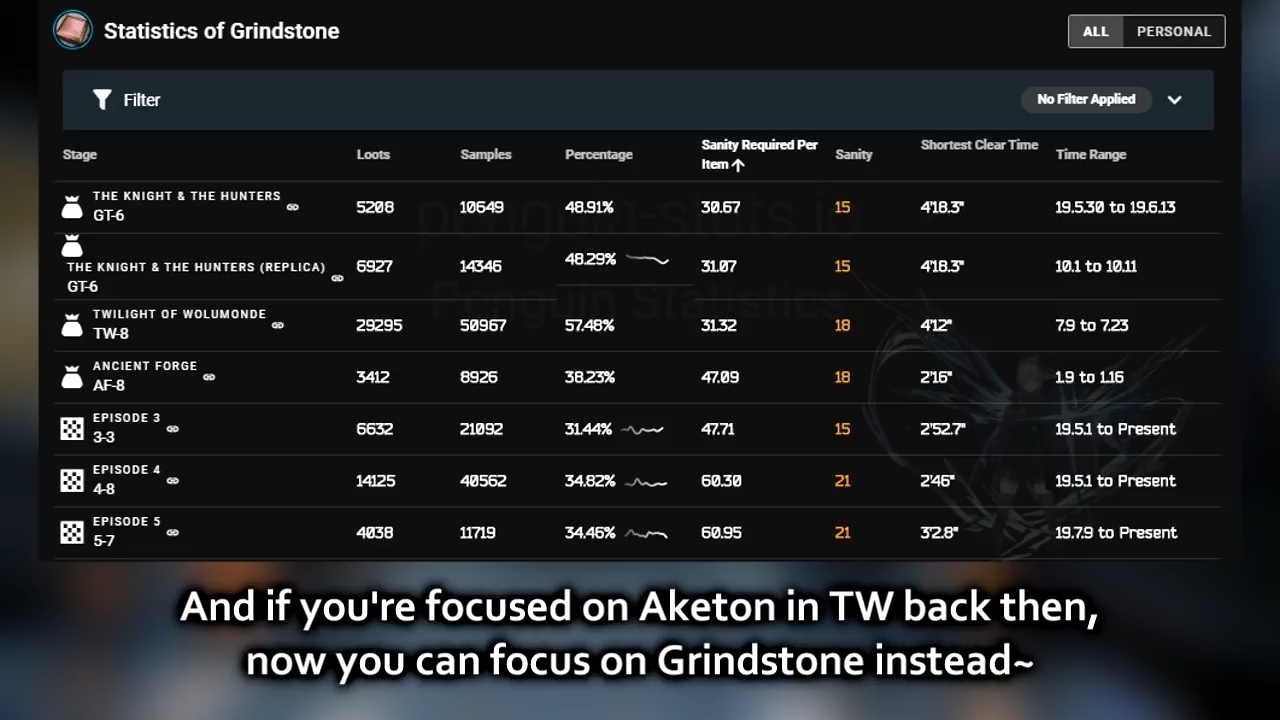 Statistics of Grindstone
ALL PERSONAL
Filter
No Filter Applied
Stage Loots Samples Percentage Sanity Required Per Item Sanity Shortest Clear Time Time Range
THE KNIGHT & THE HUNTERS
GT-6 5208 10649 48.91% 30.67 15 4'18.3" 19.5.30 to 19.6.13
THE KNIGHT & THE HUNTERS (REPLICA)
GT-6 6927 14346 48.29% 31.07 15 4'18.3" 10.1 to 10.11
TWILIGHT OF WOLUMONDE
TW-8 29295 50967 57.48% 31.32 18 4'12" 7.9 to 7.23
ANCIENT FORGE
AF-8 3412 8926 38.23% 47.09 18 2'16" 1.9 to 1.16
EPISODE 3
3-3 6632 21092 31.44% 47.71 15 2'52.7" 19.5.1 to Present
EPISODE 4
4-8 14125 40562 34.82% 60.30 21 2'46" 19.5.1 to Present
EPISODE 5
5-7 4038 11719 34.46% 60.95 21 3'2.8" 19.7.9 to Present
penguin-stats.io
Penguin Statistics
And if you're focused on Aketon in TW back then,
now you can focus on Grindstone instead~